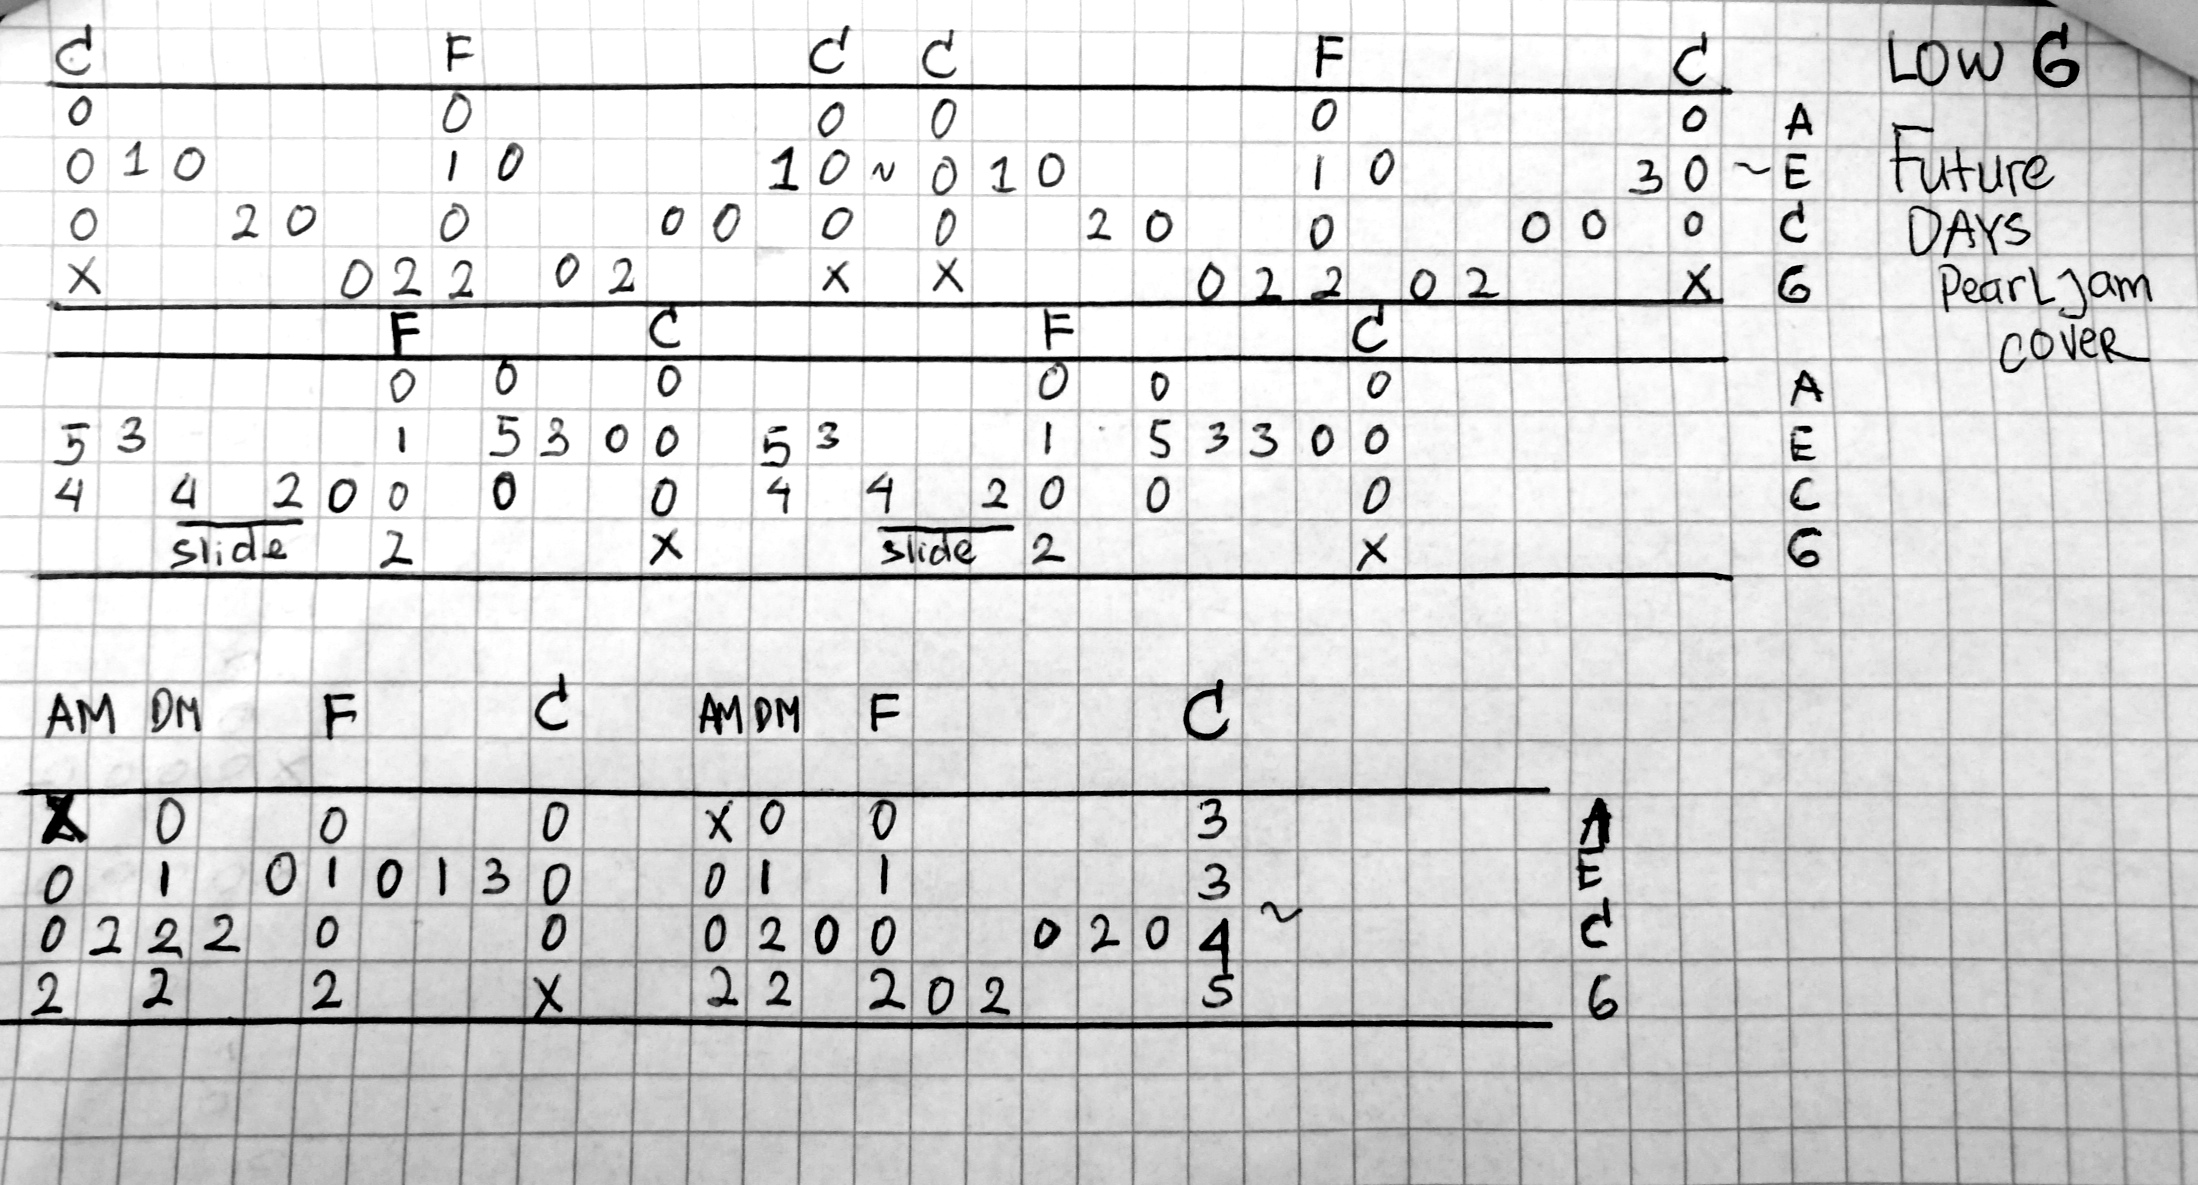 C F C C F C LOW G
0 0 0 0 0 0 A
0 1 0 1 0 1 0 ~ 0 1 0 1 0 3 0 ~ E Future
0 2 0 0 0 0 0 0 2 0 0 0 0 0 C DAYS
X 0 2 2 0 2 X X 0 2 2 0 2 X G Pearl Jam
F C F C COVER
0 0 0 0 0 0 A
5 3 1 5 3 0 0 5 3 1 5 3 3 0 0 E
4 4 2 0 0 0 0 4 4 2 0 0 0 C
slide 2 X slide 2 X G
AM DM F C AM DM F C
X 0 0 0 X 0 0 3 A
0 1 0 1 0 1 3 0 0 1 1 3 E
0 2 2 2 0 0 0 2 0 0 0 2 0 4 ~ C
2 2 2 X 2 2 2 0 2 5 G